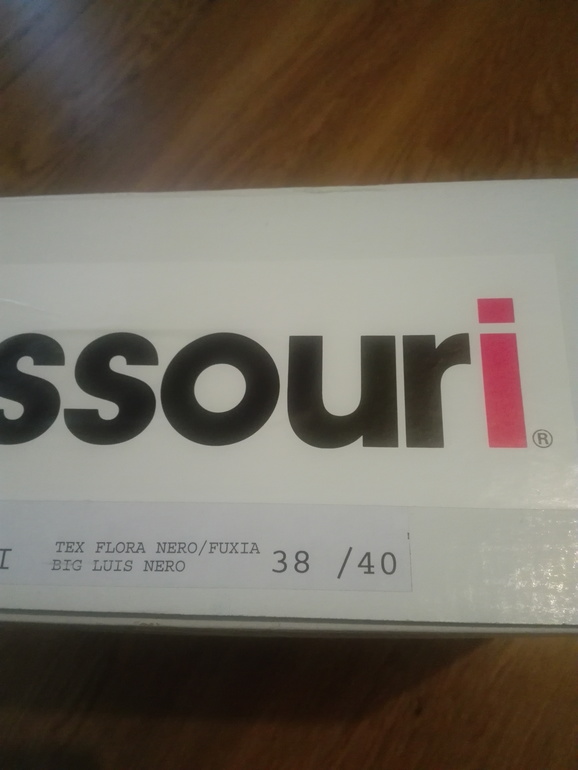 ssouri®
I TEX FLORA NERO/FUXIA 38 /40
BIG LUIS NERO